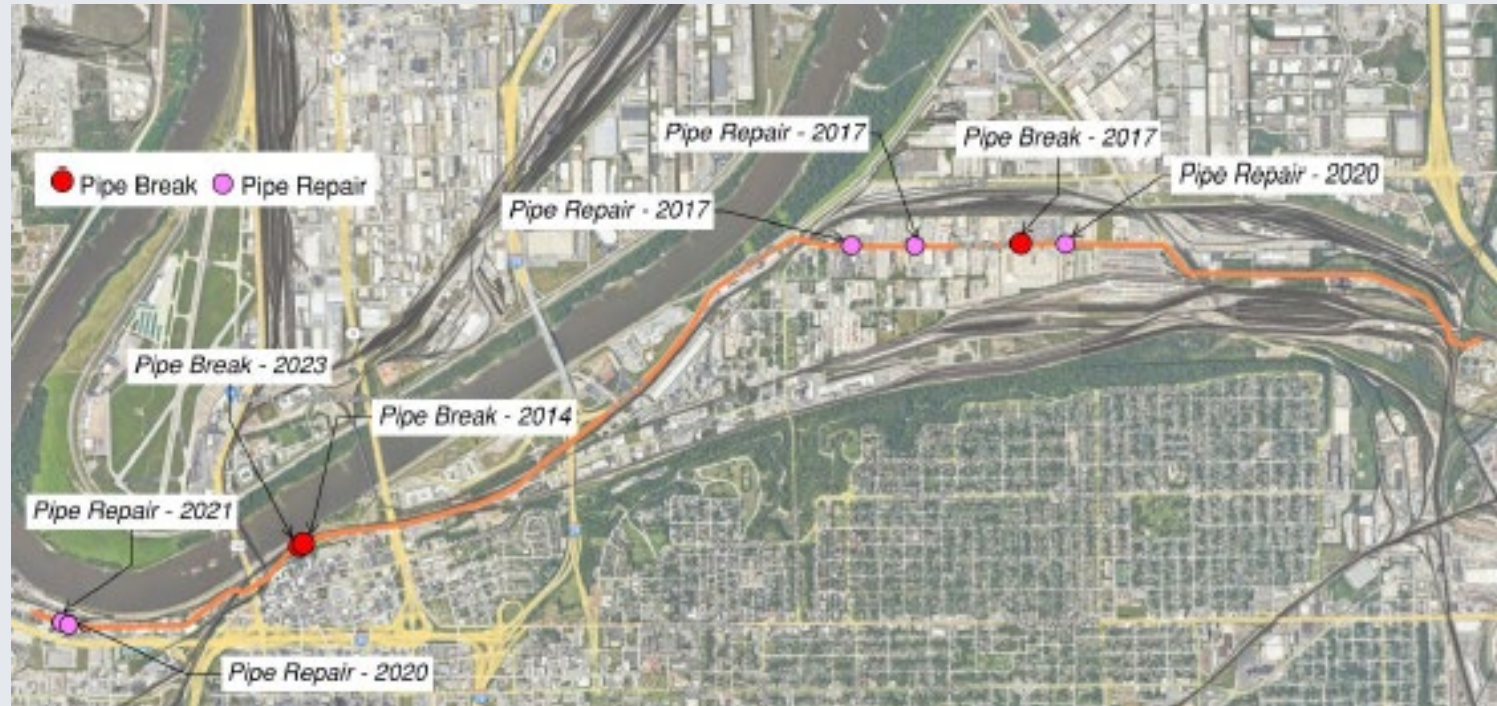 Pipe Repair - 2017
Pipe Break - 2017
Pipe Repair - 2020
Pipe Break
Pipe Repair
Pipe Repair - 2017
Pipe Break - 2023
Pipe Break - 2014
Pipe Repair - 2021
Pipe Repair - 2020